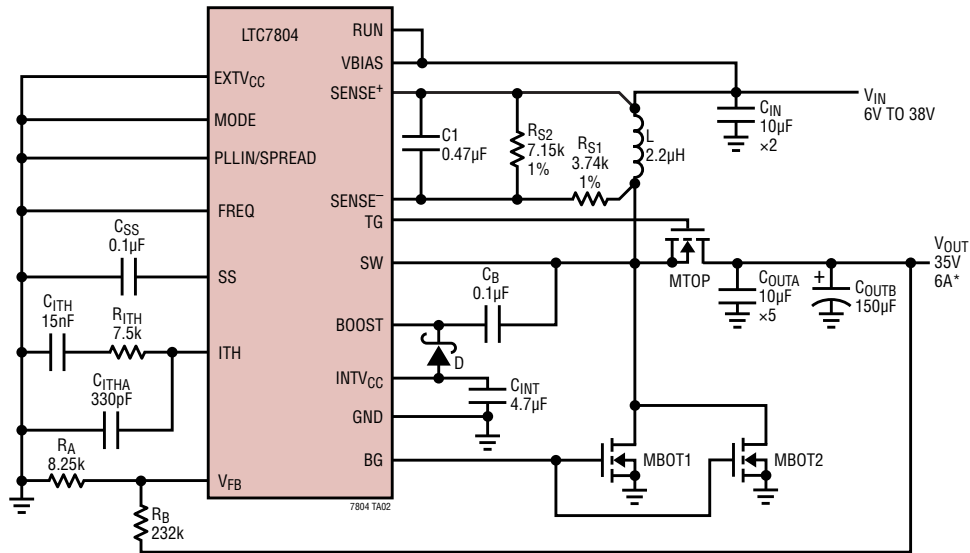 LTC7804
RUN
VBIAS
EXTVCC
SENSE+
VIN
6V TO 38V
CIN
10µF
×2
MODE
C1
0.47µF
RS2
7.15k
1%
RS1
3.74k
1%
L
2.2µH
PLLIN/SPREAD
SENSE–
FREQ
TG
CSS
0.1µF
SS
SW
MTOP
VOUT
35V
6A*
COUTA
10µF
×5
+
COUTB
150µF
CB
0.1µF
CITH
15nF
RITH
7.5k
ITH
BOOST
D
CITHA
330pF
INTVCC
CINT
4.7µF
GND
RA
8.25k
VFB
BG
MBOT1
MBOT2
7804 TA02
RB
232k